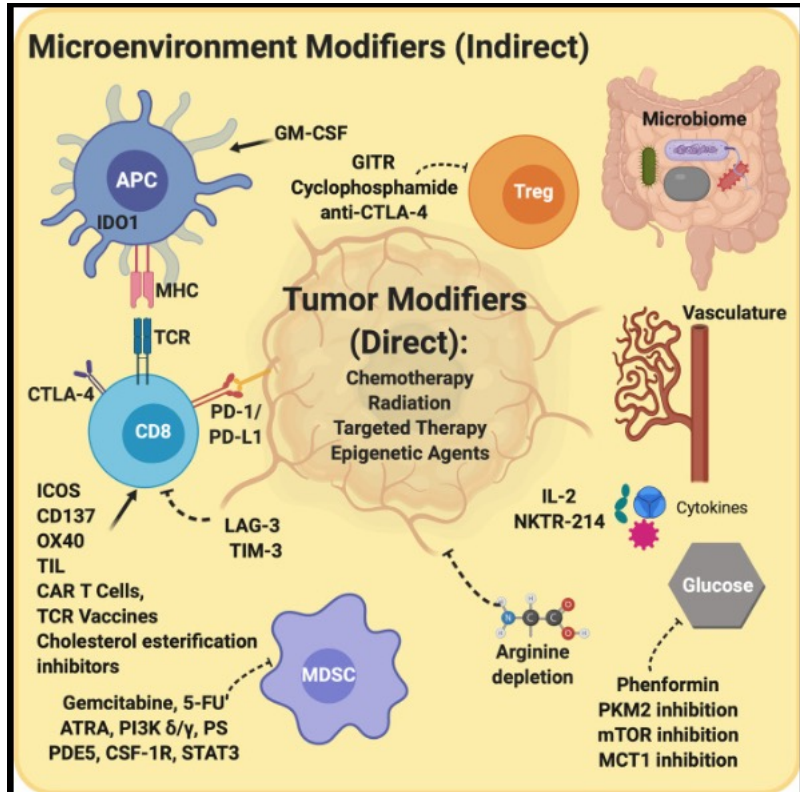 Microenvironment Modifiers (Indirect)
APC
IDO1
GM-CSF
MHC
TCR
CTLA-4
CD8
PD-1/
PD-L1
GITR
Cyclophosphamide
anti-CTLA-4
Treg
Microbiome
Tumor Modifiers
(Direct):
Chemotherapy
Radiation
Targeted Therapy
Epigenetic Agents
Vasculature
ICOS
CD137
OX40
TIL
CAR T Cells,
TCR Vaccines
Cholesterol esterification
inhibitors
LAG-3
TIM-3
IL-2
NKTR-214
Cytokines
Glucose
H
H
N
H
C
C
O
O
H
Arginine
depletion
MDSC
Gemcitabine, 5-FU
ATRA, PI3K δ/γ, PS
PDE5, CSF-1R, STAT3
Phenformin
PKM2 inhibition
mTOR inhibition
MCT1 inhibition